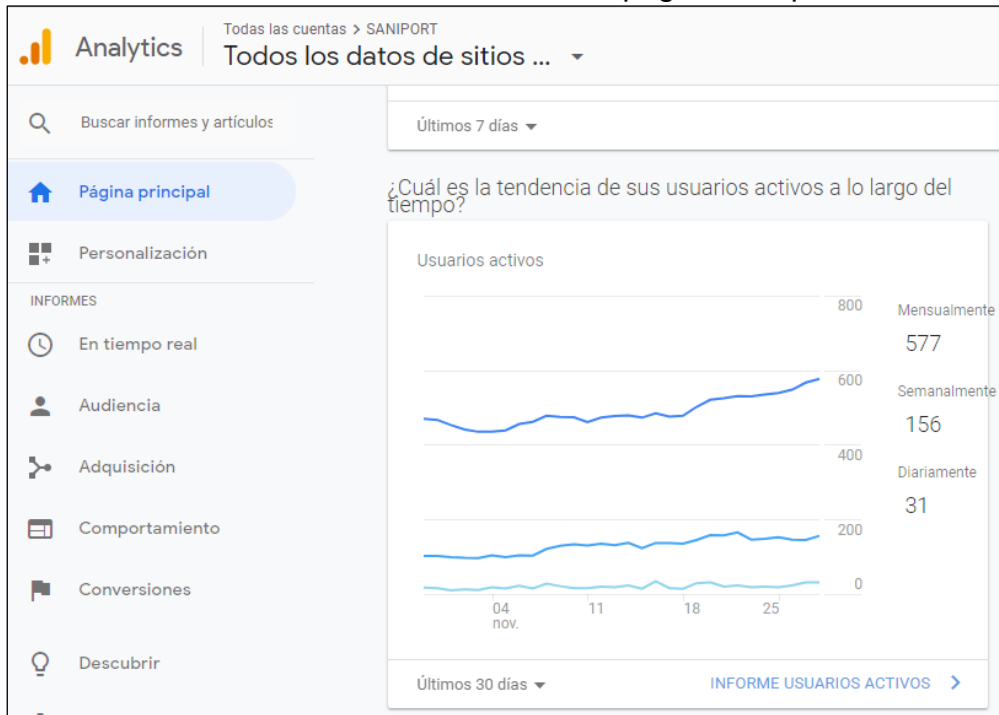 Analytics
Todas las cuentas > SANIPORT
Todos los datos de sitios ...
Buscar informes y artículos
Página principal
Personalización
INFORMES
En tiempo real
Audiencia
Adquisición
Comportamiento
Conversiones
Descubrir
Últimos 7 días
¿Cuál es la tendencia de sus usuarios activos a lo largo del
tiempo?
Usuarios activos
800
600
400
200
0
04
nov.
11
18
25
Mensualmente
577
Semanalmente
156
Diariamente
31
Últimos 30 días
INFORME USUARIOS ACTIVOS